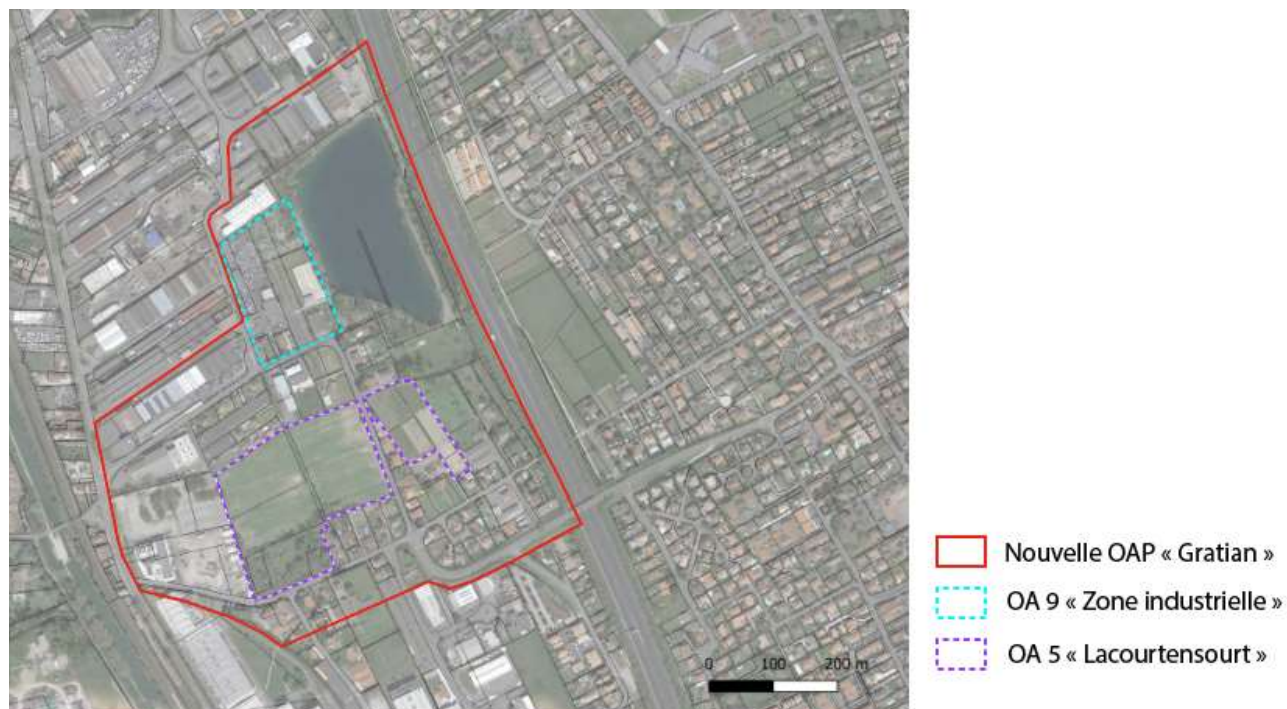 Nouvelle OAP « Gratian »
OA 9 « Zone industrielle »
OA 5 « Lacourtensourt »
0 100 200 m